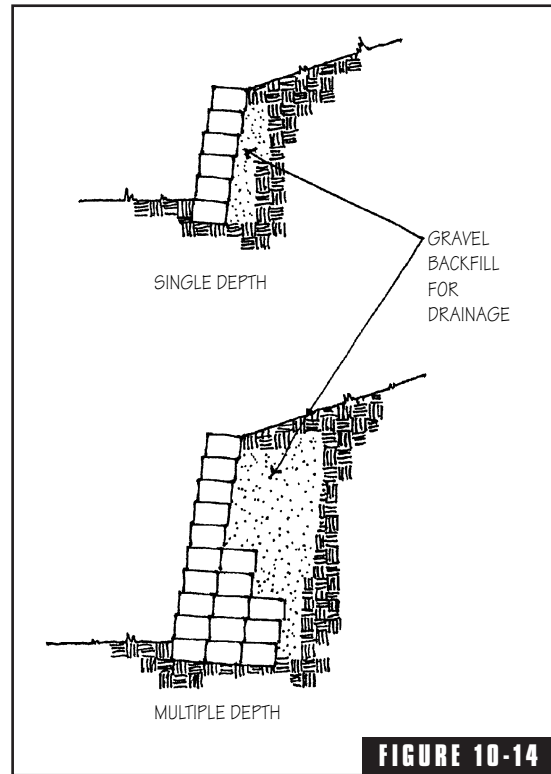 SINGLE DEPTH
GRAVEL
BACKFILL
FOR
DRAINAGE
MULTIPLE DEPTH
FIGURE 10-14